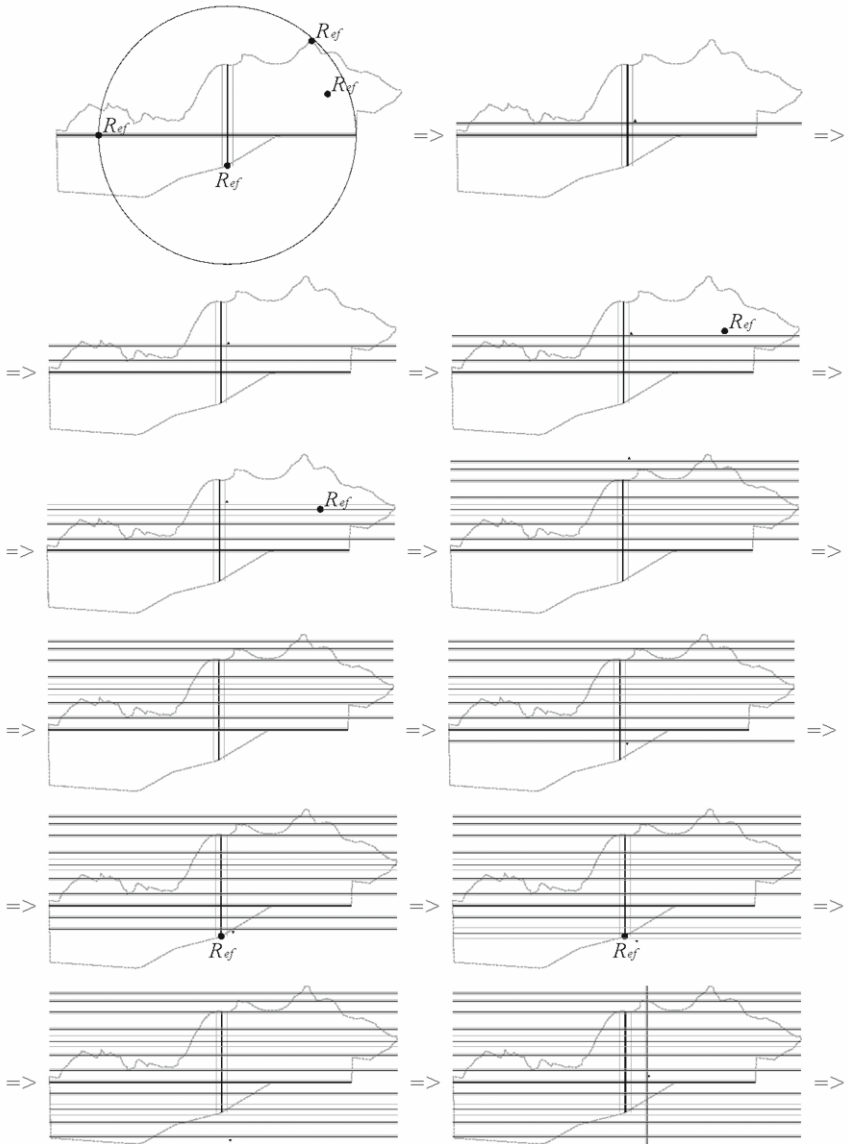 Ref
Ref
Ref
Ref
=> =>
=> => Ref =>
=> Ref => =>
=> => =>
=> Ref => Ref =>
=> => =>